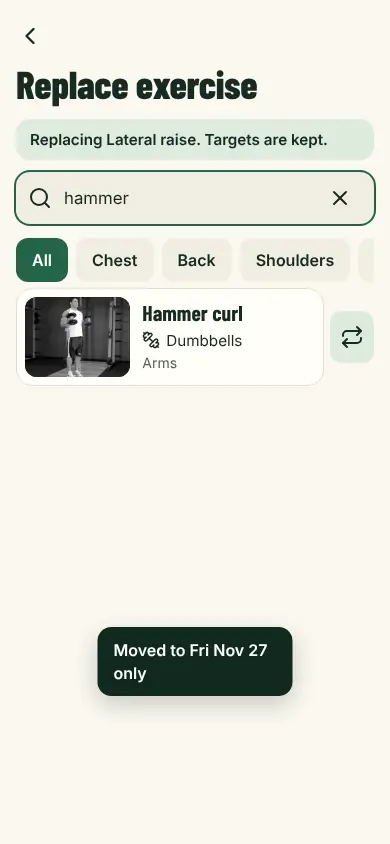 Replace exercise
Replacing Lateral raise. Targets are kept.
hammer
All
Chest
Back
Shoulders
Hammer curl
Dumbbells
Arms
Moved to Fri Nov 27
only